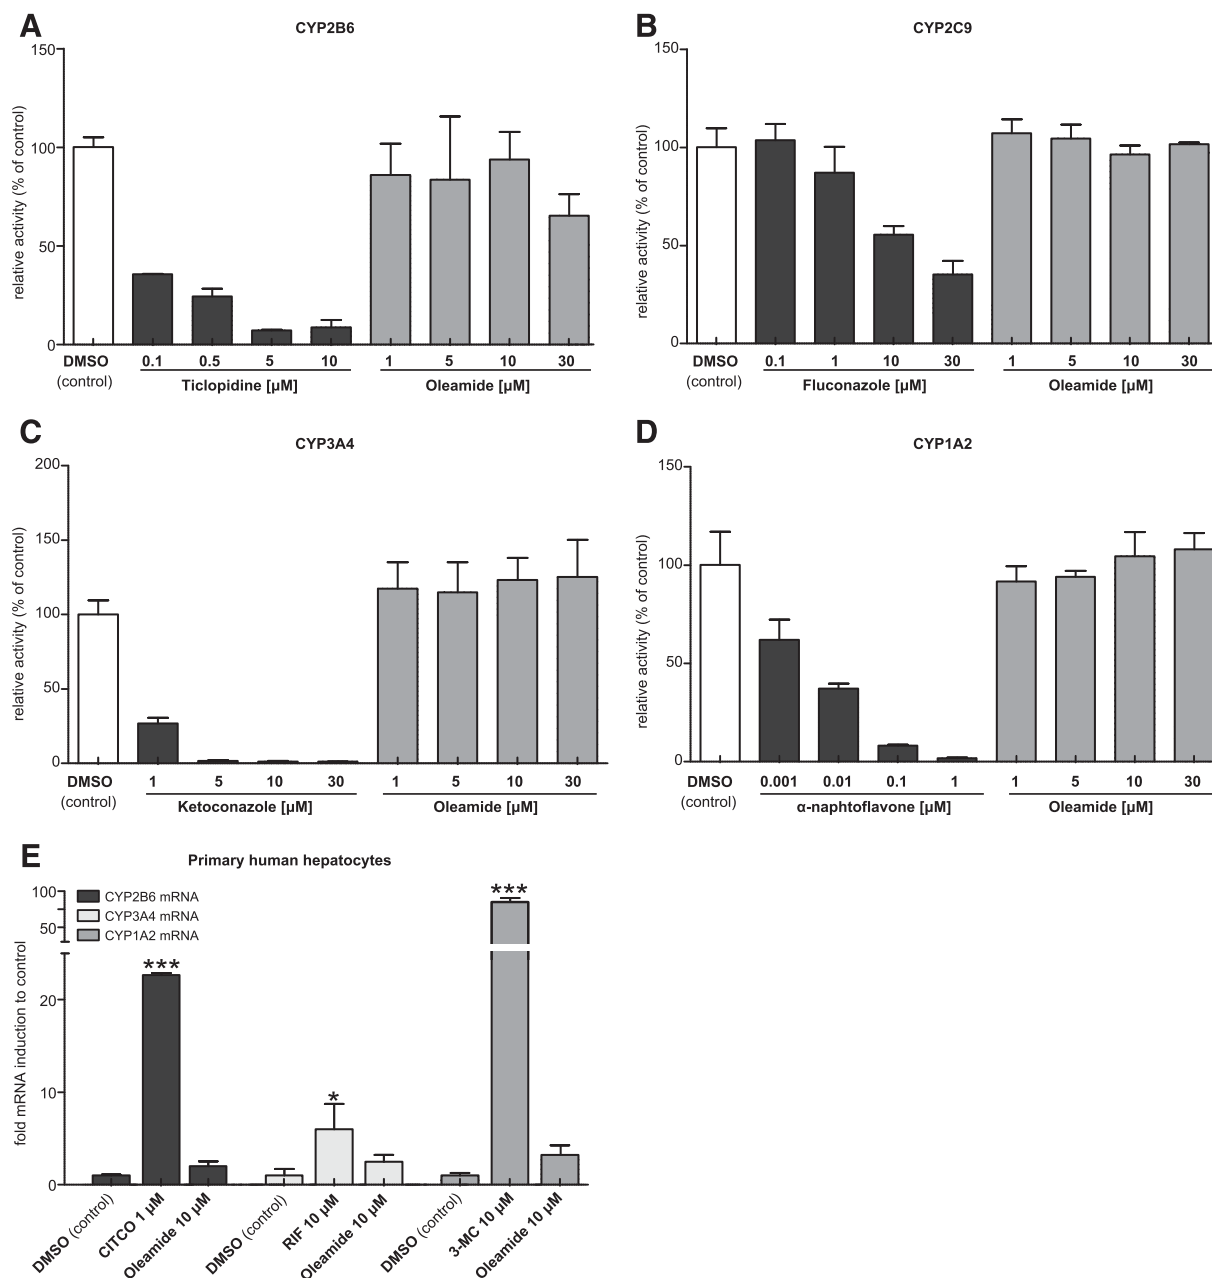 A
CYP2B6
relative activity (% of control)
150
100
50
0
DMSO
(control)
0.1 0.5 5 10
Ticlopidine [µM]
1 5 10 30
Oleamide [µM]
B
CYP2C9
relative activity (% of control)
150
100
50
0
DMSO
(control)
0.1 1 10 30
Fluconazole [µM]
1 5 10 30
Oleamide [µM]
C
CYP3A4
relative activity (% of control)
200
150
100
50
0
DMSO
(control)
1 5 10 30
Ketoconazole [µM]
1 5 10 30
Oleamide [µM]
D
CYP1A2
relative activity (% of control)
150
100
50
0
DMSO
(control)
0.001 0.01 0.1 1
α-naphtoflavone [µM]
1 5 10 30
Oleamide [µM]
E
Primary human hepatocytes
fold mRNA induction to control
100
50
20
10
0
CYP2B6 mRNA
CYP3A4 mRNA
CYP1A2 mRNA
***
*
***
DMSO (control)
CITCO 1 µM
Oleamide 10 µM
DMSO (control)
RIF 10 µM
Oleamide 10 µM
DMSO (control)
3-MC 10 µM
Oleamide 10 µM